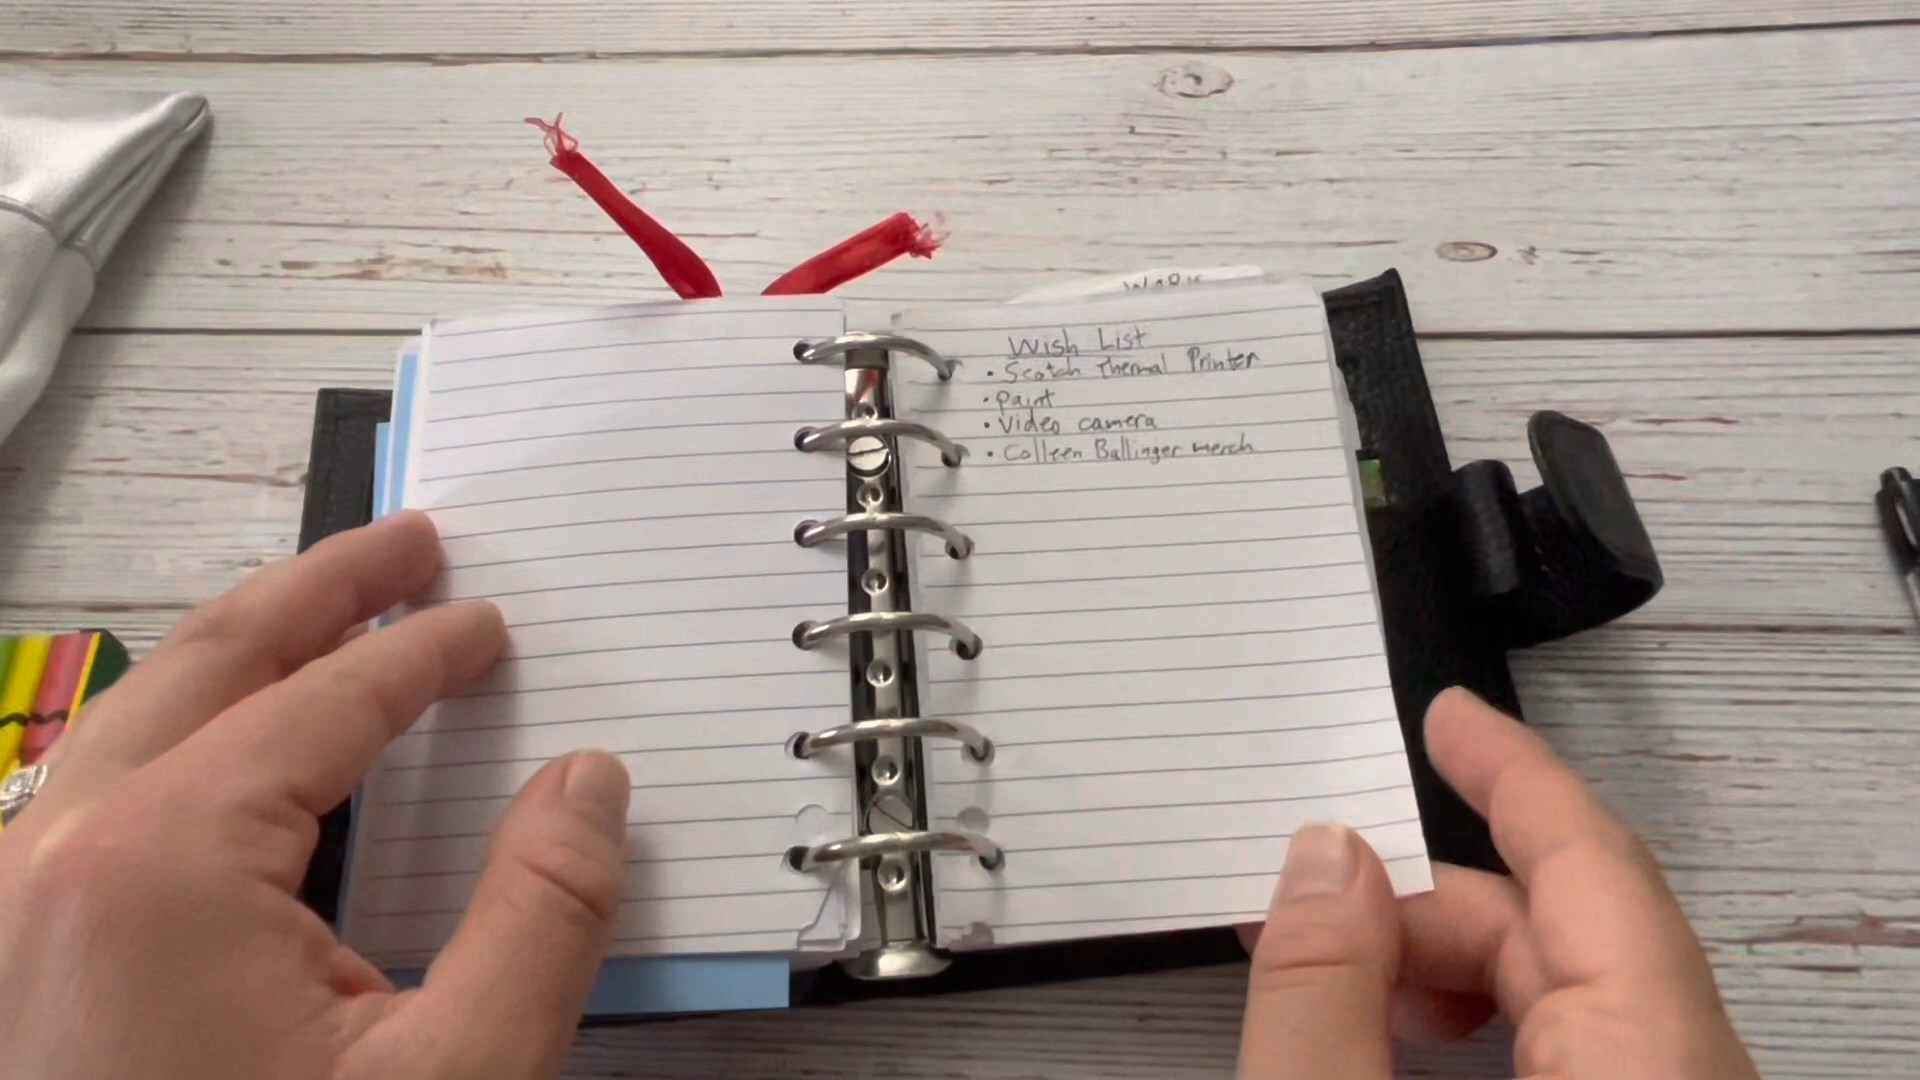 Wish List
• Scotch Thermal Printer
• Paint
• Video camera
• Colleen Ballinger merch